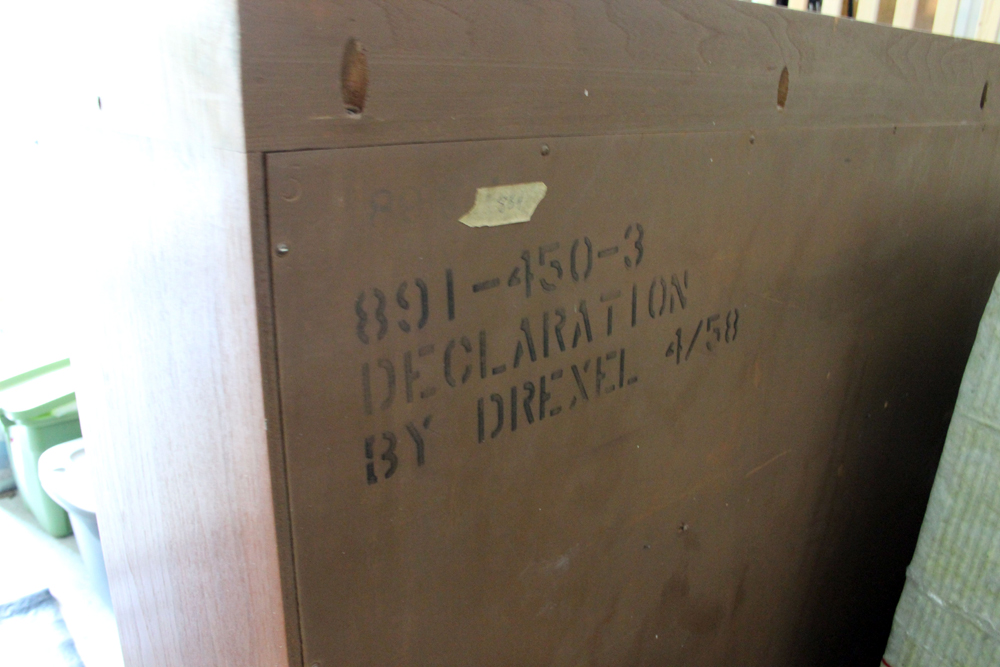 891-450-3
DECLARATION
BY DREXEL 4/58